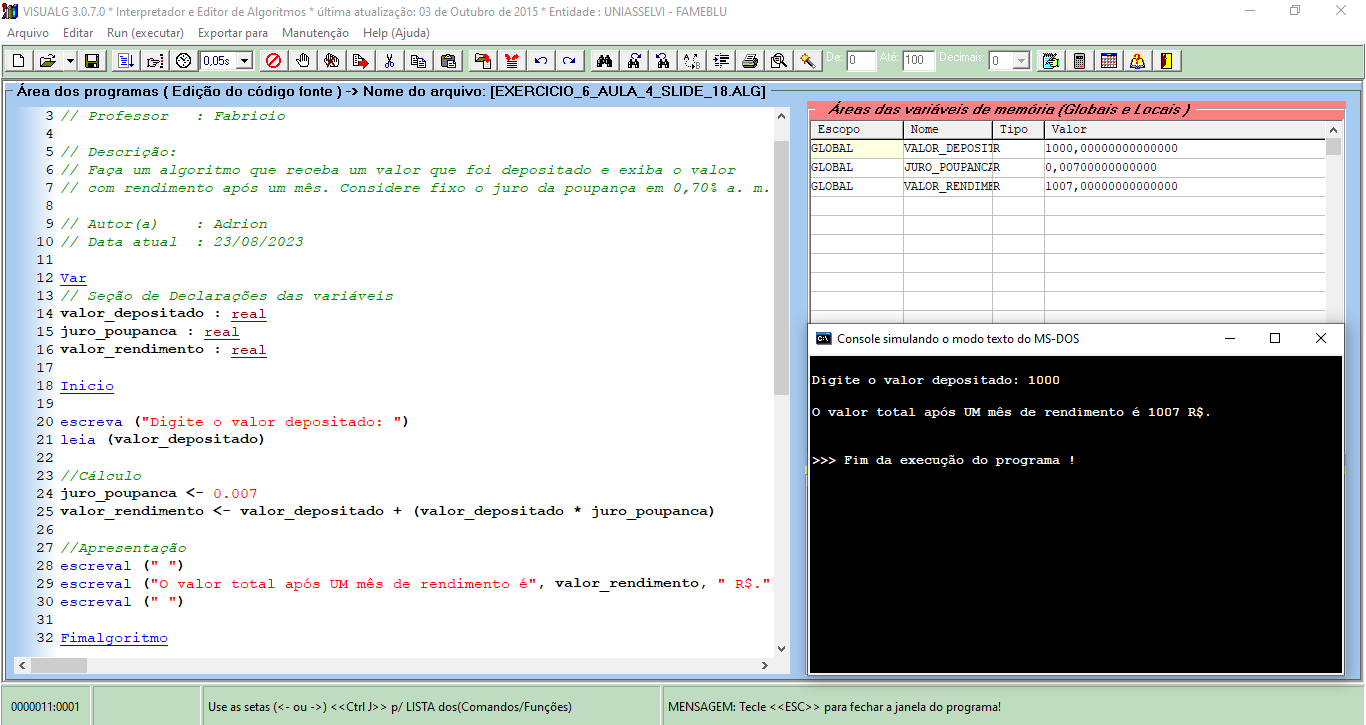 VISUALG 3.0.7.0 * Interpretador e Editor de Algoritmos * última atualização: 03 de Outubro de 2015 * Entidade : UNIASSELVI - FAMEBLU
Arquivo Editar Run (executar) Exportar para Manutenção Help (Ajuda)
0,05s De: 0 Até: 100 Decimais: 0
Área dos programas ( Edição do código fonte ) -> Nome do arquivo: [EXERCICIO_6_AULA_4_SLIDE_18.ALG]
3 // Professor   : Fabricio
4
5 // Descrição:
6 // Faça um algoritmo que receba um valor que foi depositado e exiba o valor
7 // com rendimento após um mês. Considere fixo o juro da poupança em 0,70% a. m.
8
9 // Autor(a)    : Adrion
10 // Data atual  : 23/08/2023
11
12 Var
13 // Seção de Declarações das variáveis
14 valor_depositado : real
15 juro_poupanca : real
16 valor_rendimento : real
17
18 Inicio
19
20 escreva ("Digite o valor depositado: ")
21 leia (valor_depositado)
22
23 //Cálculo
24 juro_poupanca <- 0.007
25 valor_rendimento <- valor_depositado + (valor_depositado * juro_poupanca)
26
27 //Apresentação
28 escreval (" ")
29 escreval ("O valor total após UM mês de rendimento é", valor_rendimento, " R$.")
30 escreval (" ")
31
32 Fimalgoritmo
Áreas das variáveis de memória (Globais e Locais )
Escopo Nome Tipo Valor
GLOBAL VALOR_DEPOSIT R 1000,00000000000000
GLOBAL JURO_POUPANCA R 0,00700000000000
GLOBAL VALOR_RENDIME R 1007,00000000000000
C:\ Console simulando o modo texto do MS-DOS
Digite o valor depositado: 1000
O valor total após UM mês de rendimento é 1007 R$.
>>> Fim da execução do programa !
0000011:0001
Use as setas (<- ou ->) <<Ctrl J>> p/ LISTA dos(Comandos/Funções)
MENSAGEM: Tecle <<ESC>> para fechar a janela do programa!